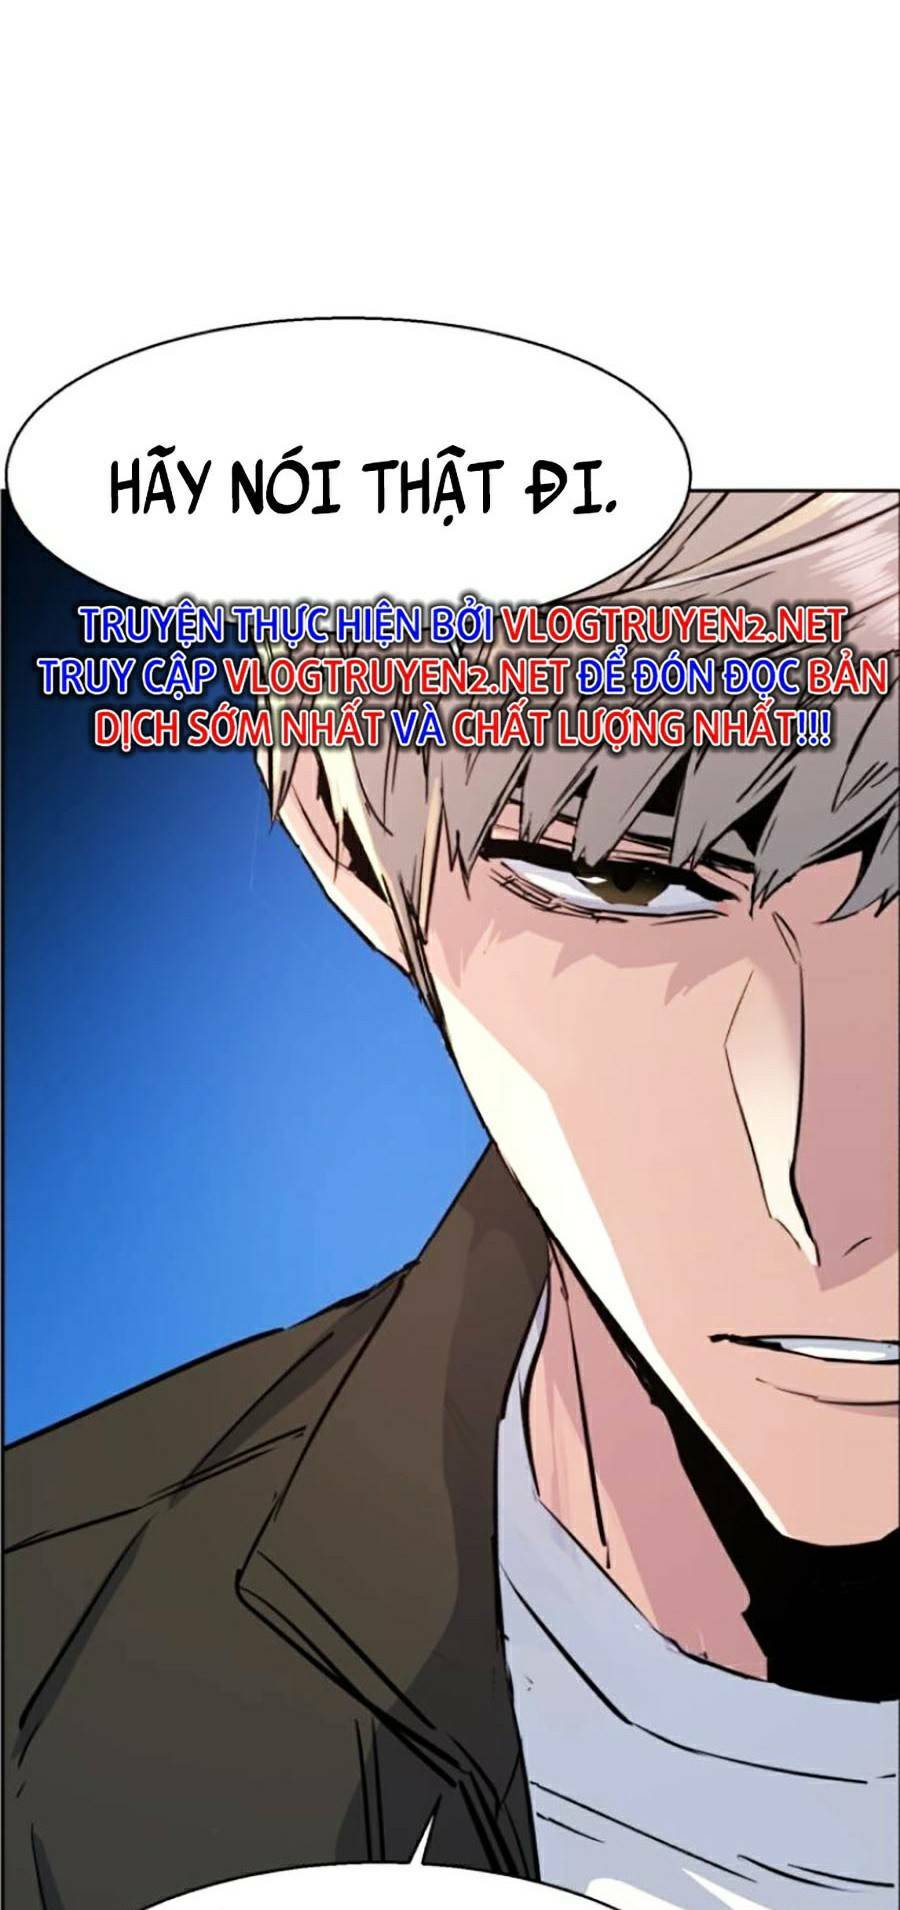 HÃY NÓI THẬT ĐI.
TRUYỆN THỰC HIỆN BỞI VLOGTRUYEN2.NET
TRUY CẬP VLOGTRUYEN2.NET ĐỂ ĐÓN ĐỌC BẢN
DỊCH SỚM NHẤT VÀ CHẤT LƯỢNG NHẤT!!!